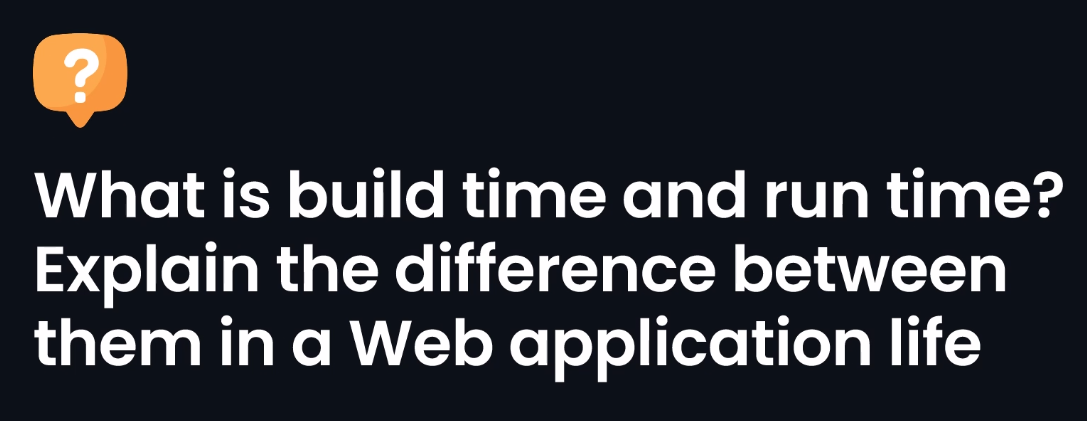 ?
What is build time and run time?
Explain the difference between
them in a Web application life